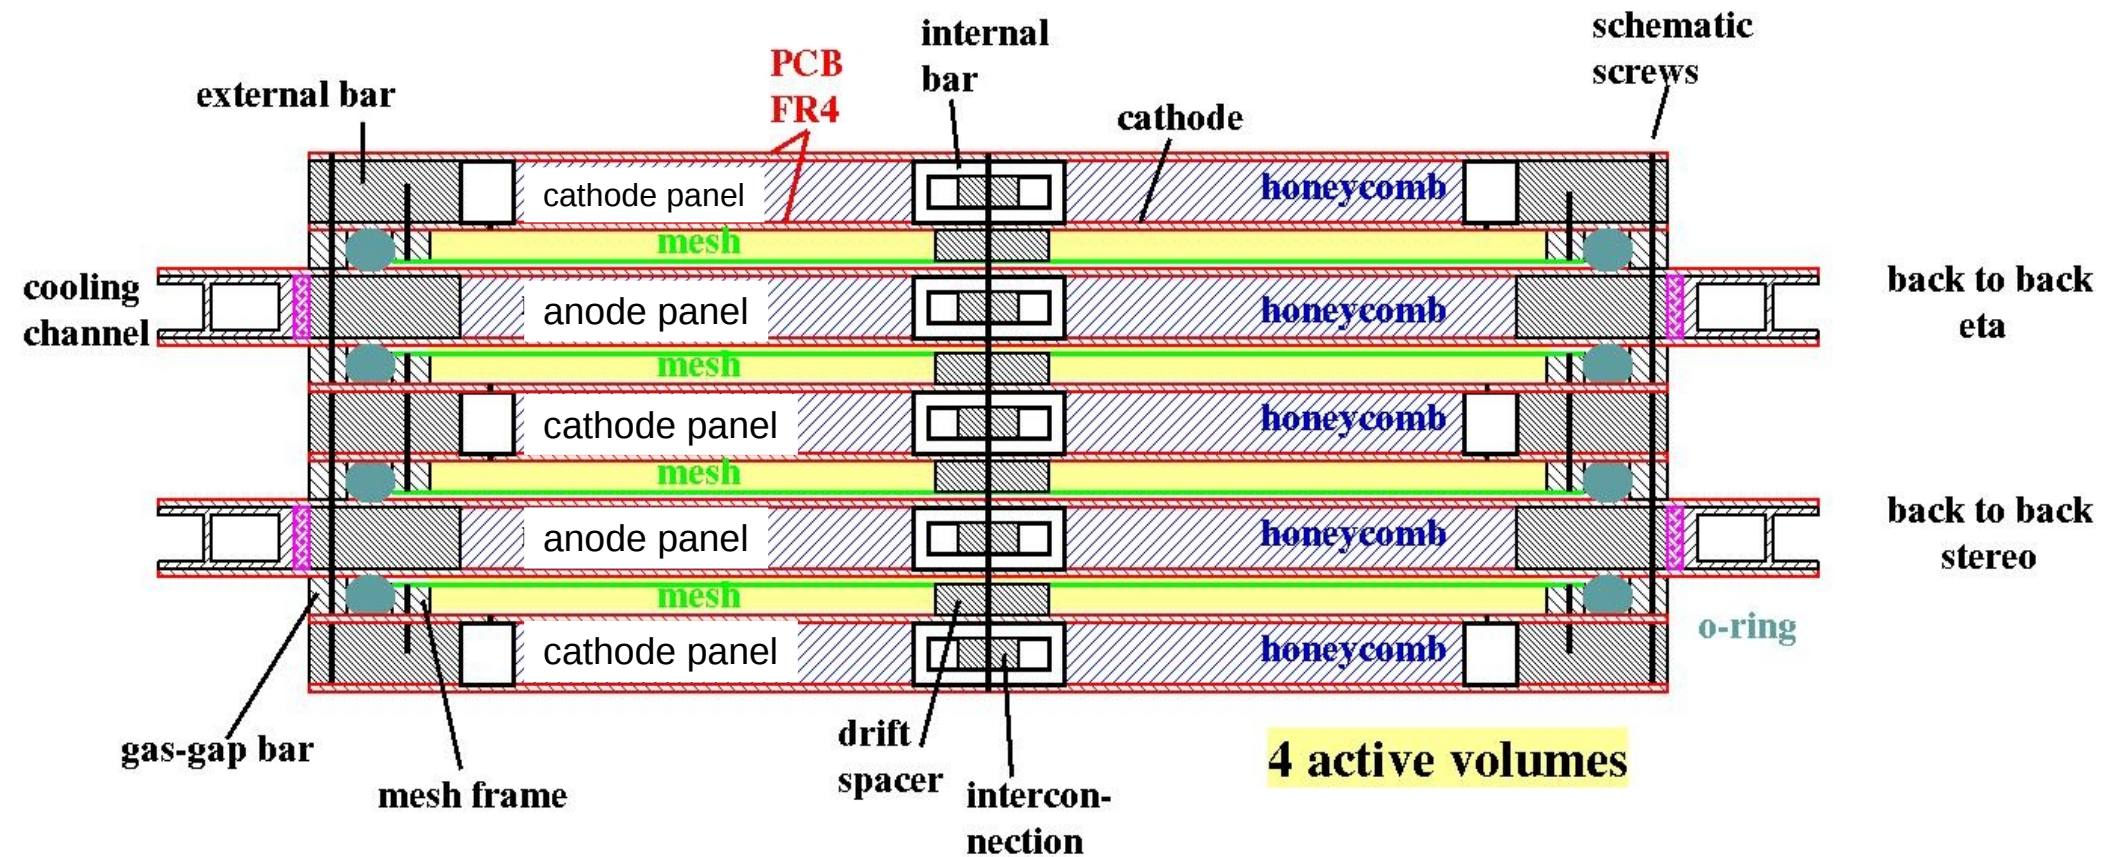 internal
bar
schematic
screws
PCB
FR4
external bar
cathode
cathode panel
honeycomb
mesh
cooling
channel
anode panel
honeycomb
back to back
eta
mesh
cathode panel
honeycomb
mesh
anode panel
honeycomb
back to back
stereo
mesh
o-ring
cathode panel
honeycomb
gas-gap bar
mesh frame
drift
spacer
intercon-
nection
4 active volumes